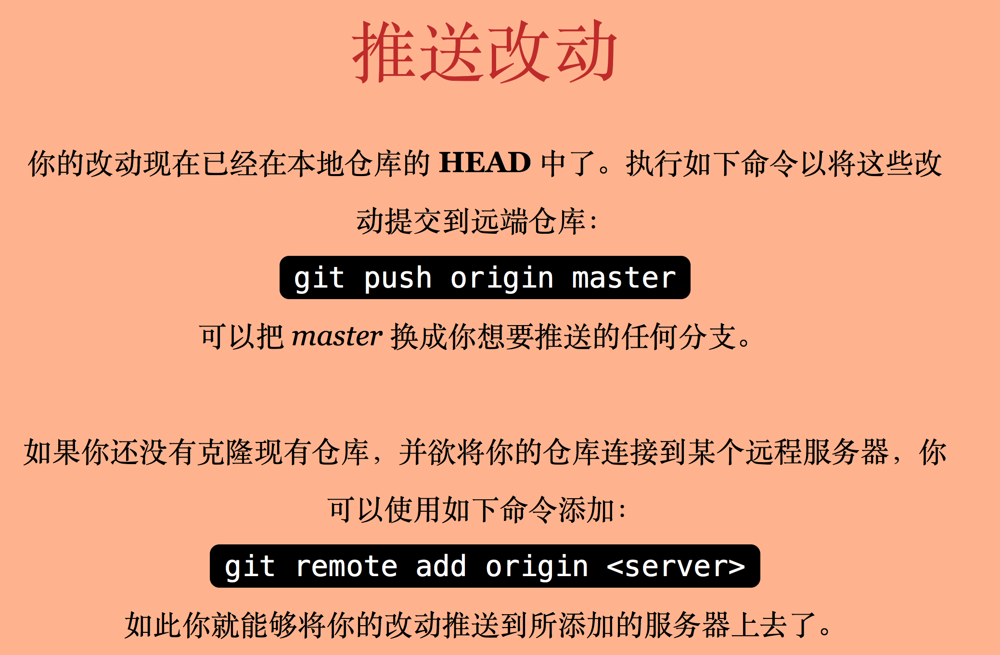 推送改动
你的改动现在已经在本地仓库的 HEAD 中了。执行如下命令以将这些改
动提交到远端仓库：
git push origin master
可以把 master 换成你想要推送的任何分支。
如果你还没有克隆现有仓库，并欲将你的仓库连接到某个远程服务器，你
可以使用如下命令添加：
git remote add origin <server>
如此你就能够将你的改动推送到所添加的服务器上去了。